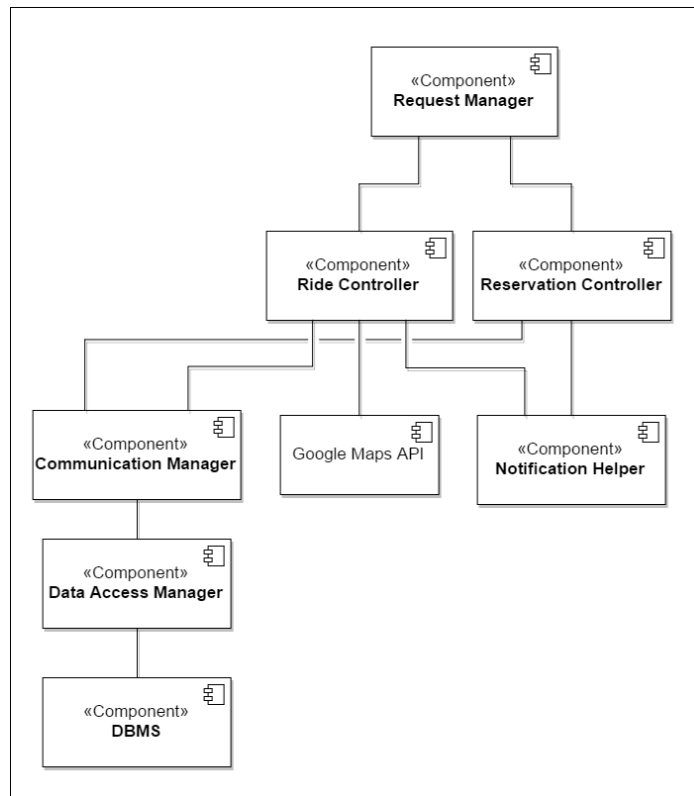 «Component»
Request Manager
«Component»
Ride Controller
«Component»
Reservation Controller
«Component»
Communication Manager
Google Maps API
«Component»
Notification Helper
«Component»
Data Access Manager
«Component»
DBMS